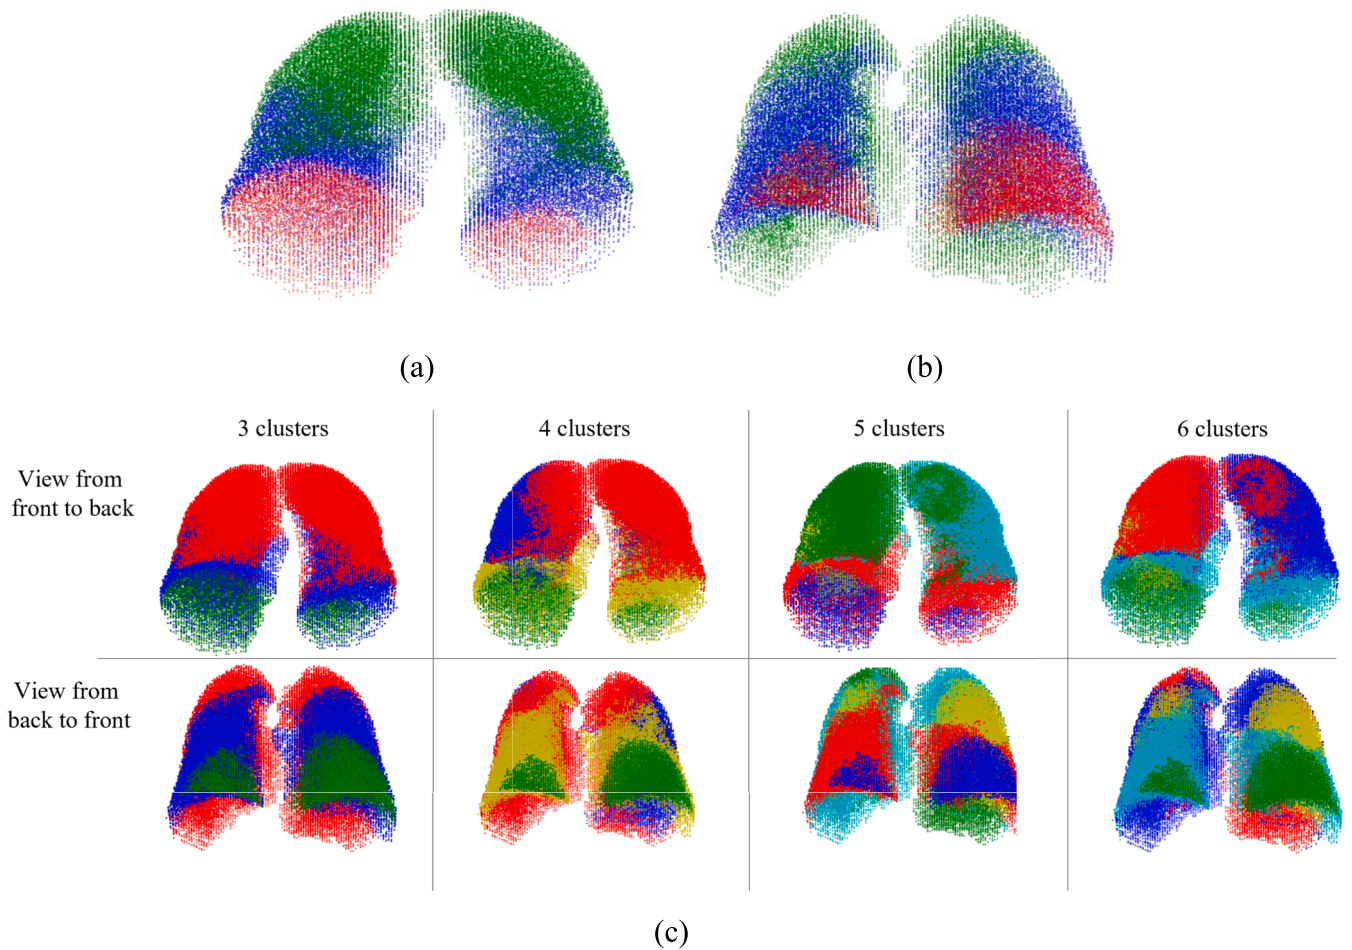 (a)
(b)
3 clusters
4 clusters
5 clusters
6 clusters
View from
front to back
View from
back to front
(c)